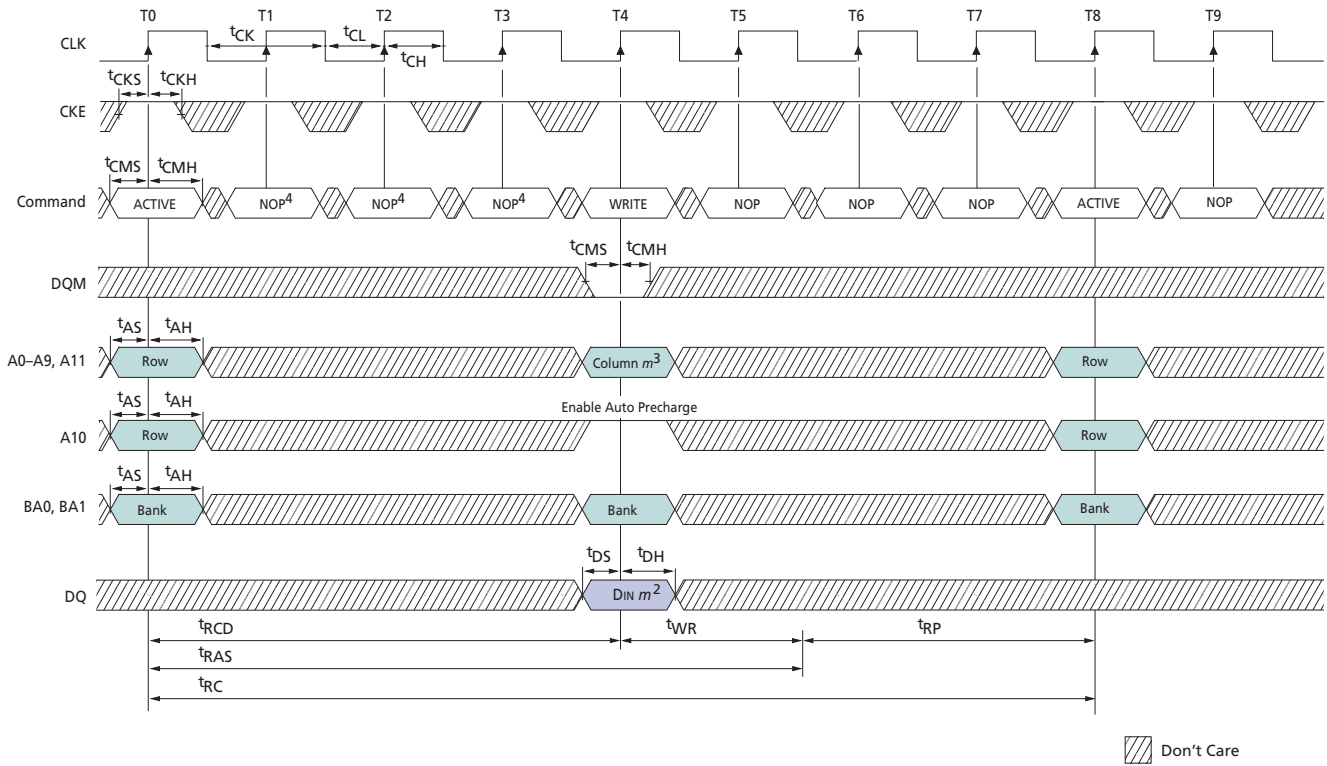 T0 T1 T2 T3 T4 T5 T6 T7 T8 T9
CLK
tCK tCL
tCH
tCKS tCKH
CKE
tCMS tCMH
Command ACTIVE NOP4 NOP4 NOP4 WRITE NOP NOP NOP ACTIVE NOP
tCMS tCMH
DQM
tAS tAH
A0–A9, A11 Row Column m3 Row
tAS tAH Enable Auto Precharge
A10 Row Row
tAS tAH
BA0, BA1 Bank Bank Bank
tDS tDH
DQ DIN m2
tRCD tWR tRP
tRAS
tRC
Don't Care